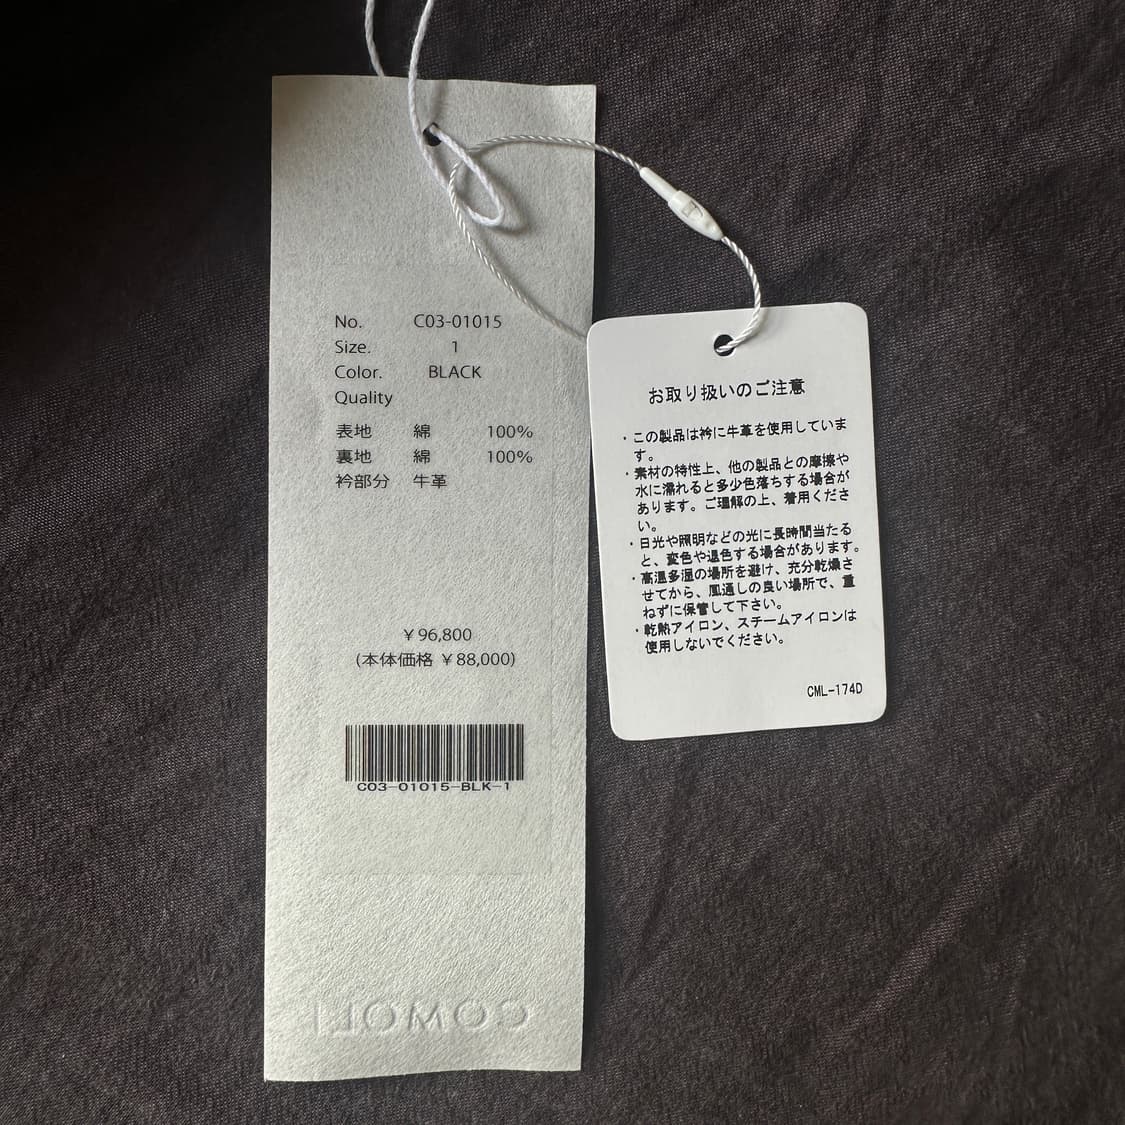 No. C03-01015
Size. 1
Color. BLACK
Quality
表地 綿 100%
裏地 綿 100%
衿部分 牛革
￥96,800
(本体価格 ￥88,000)
C03-01015-BLK-1
COMOLI
お取り扱いのご注意
・この製品は衿に牛革を使用していま
す。
・素材の特性上、他の製品との摩擦や
水に濡れると多少色落ちする場合が
あります。ご理解の上、着用くださ
い。
・日光や照明などの光に長時間当たる
と、変色や退色する場合があります。
・高温多湿の場所を避け、充分乾燥さ
せてから、風通しの良い場所で、重
ねずに保管して下さい。
・乾熱アイロン、スチームアイロンは
使用しないでください。
CML-174D